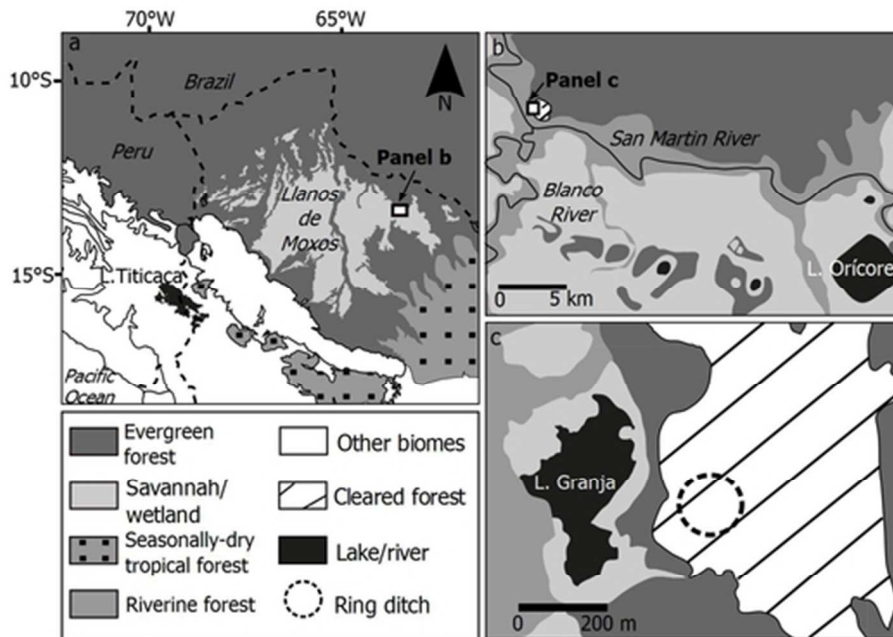 70°W
65°W
10°S
15°S
a
Brazil
Peru
N
Panel b
Llanos
de
Moxos
L.Titicaca
Pacific
Ocean
b
Panel c
San Martin River
Blanco
River
L. Orícore
0 5 km
c
L. Granja
0 200 m
Evergreen
forest
Savannah/
wetland
Seasonally-dry
tropical forest
Riverine forest
Other biomes
Cleared forest
Lake/river
Ring ditch